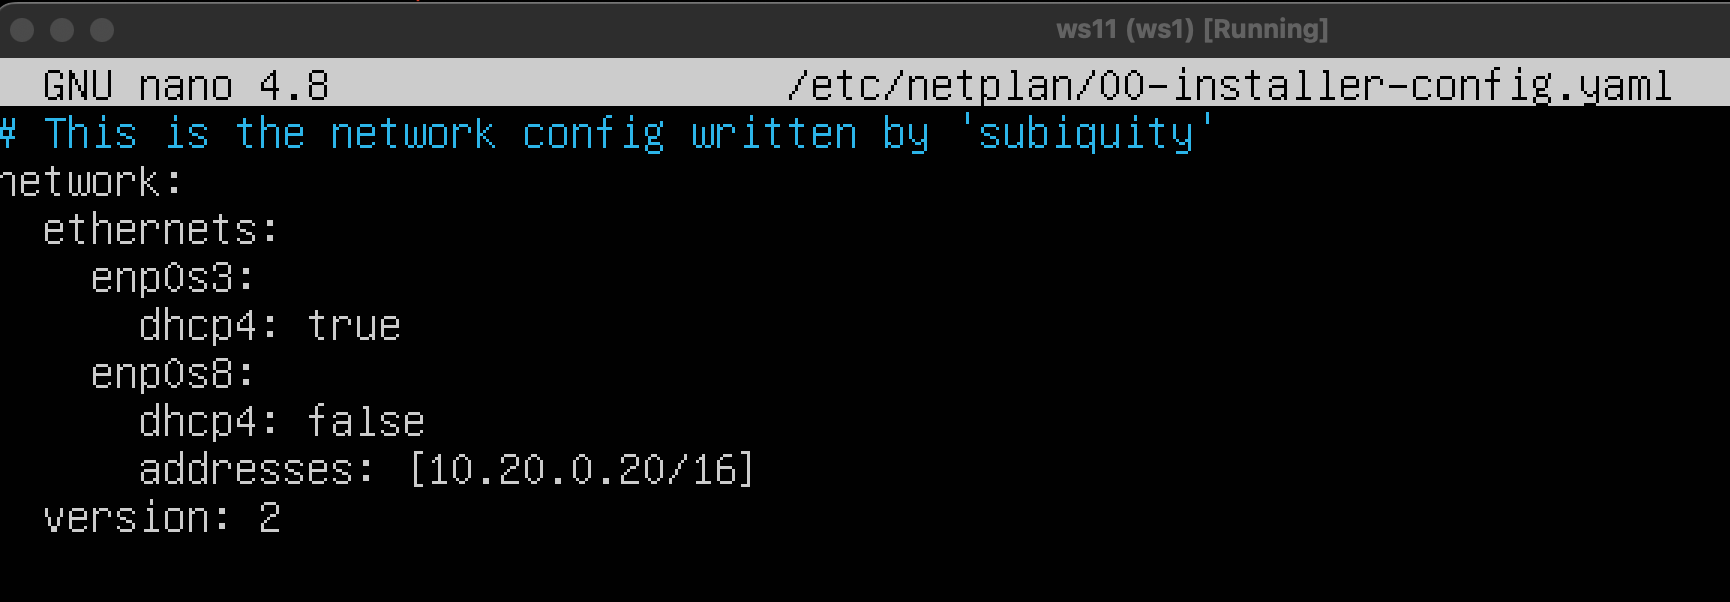 ws11 (ws1) [Running]
GNU nano 4.8 /etc/netplan/00-installer-config.yaml
# This is the network config written by 'subiquity'
network:
  ethernets:
    enp0s3:
      dhcp4: true
    enp0s8:
      dhcp4: false
      addresses: [10.20.0.20/16]
  version: 2